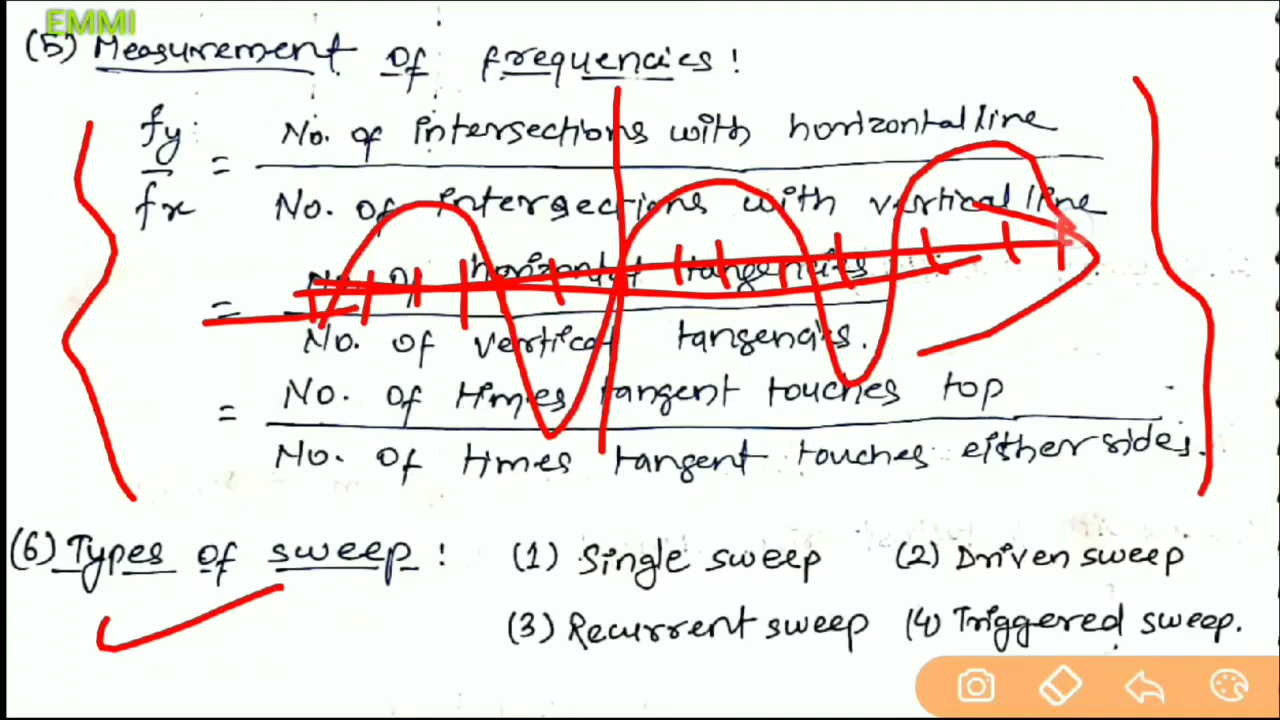 EMMI
(5) Measurement of frequencies :
fy = No. of intersections with horizontal line
fx No. of intersections with vertical line
= No. of horizontal tangencies
No. of vertical tangencies.
= No. of times tangent touches top
No. of times tangent touches either sides.
(6) Types of sweep : (1) Single sweep (2) Driven sweep
(3) Recurrent sweep (4) Triggered sweep.